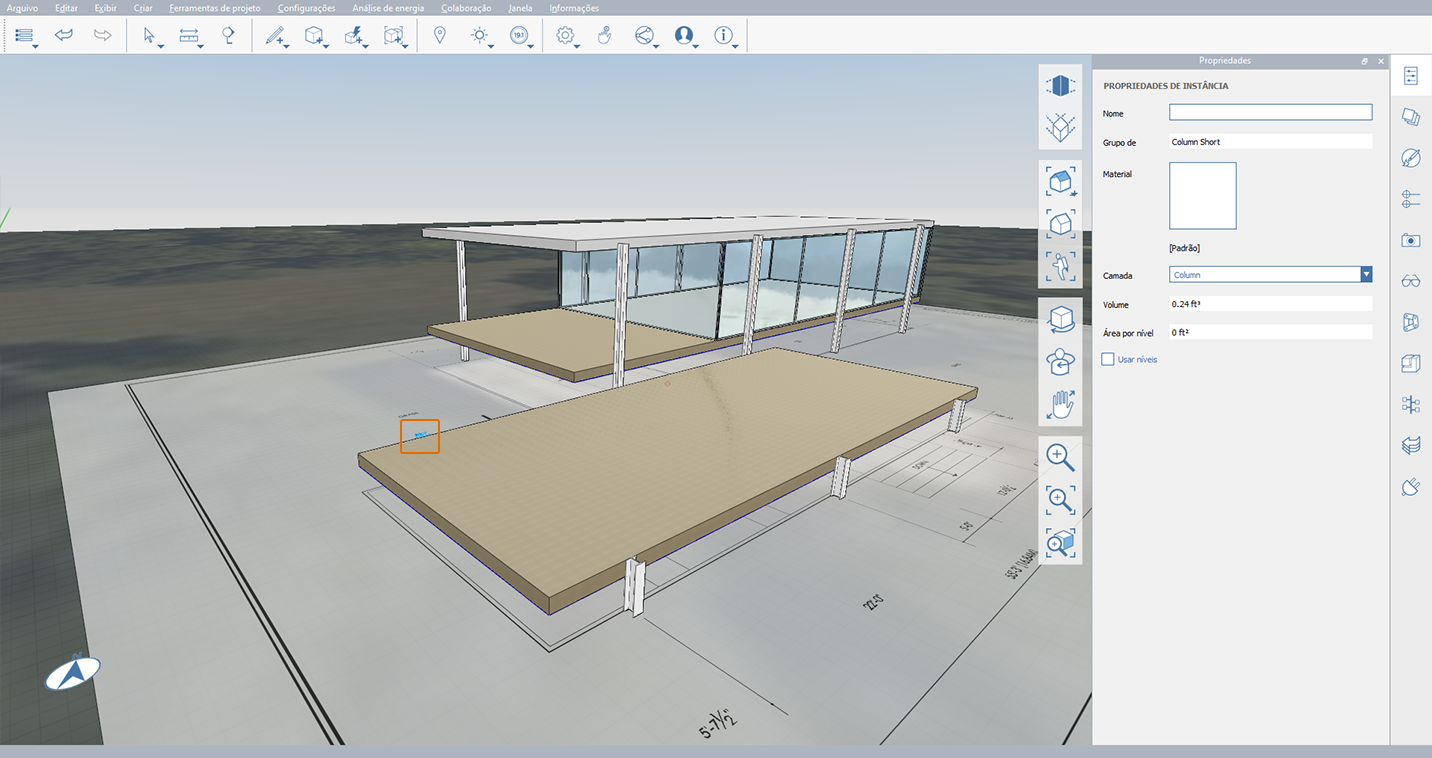 Arquivo Editar Exibir Criar Ferramentas de projeto Configurações Análise de energia Colaboração Janela Informações
Propriedades
PROPRIEDADES DE INSTÂNCIA
Nome
Grupo de Column Short
Material
[Padrão]
Camada Column
Volume 0.24 ft³
Área por nível 0 ft²
Usar níveis
DOWN
5'-0"
22'-0"
5'-7½"